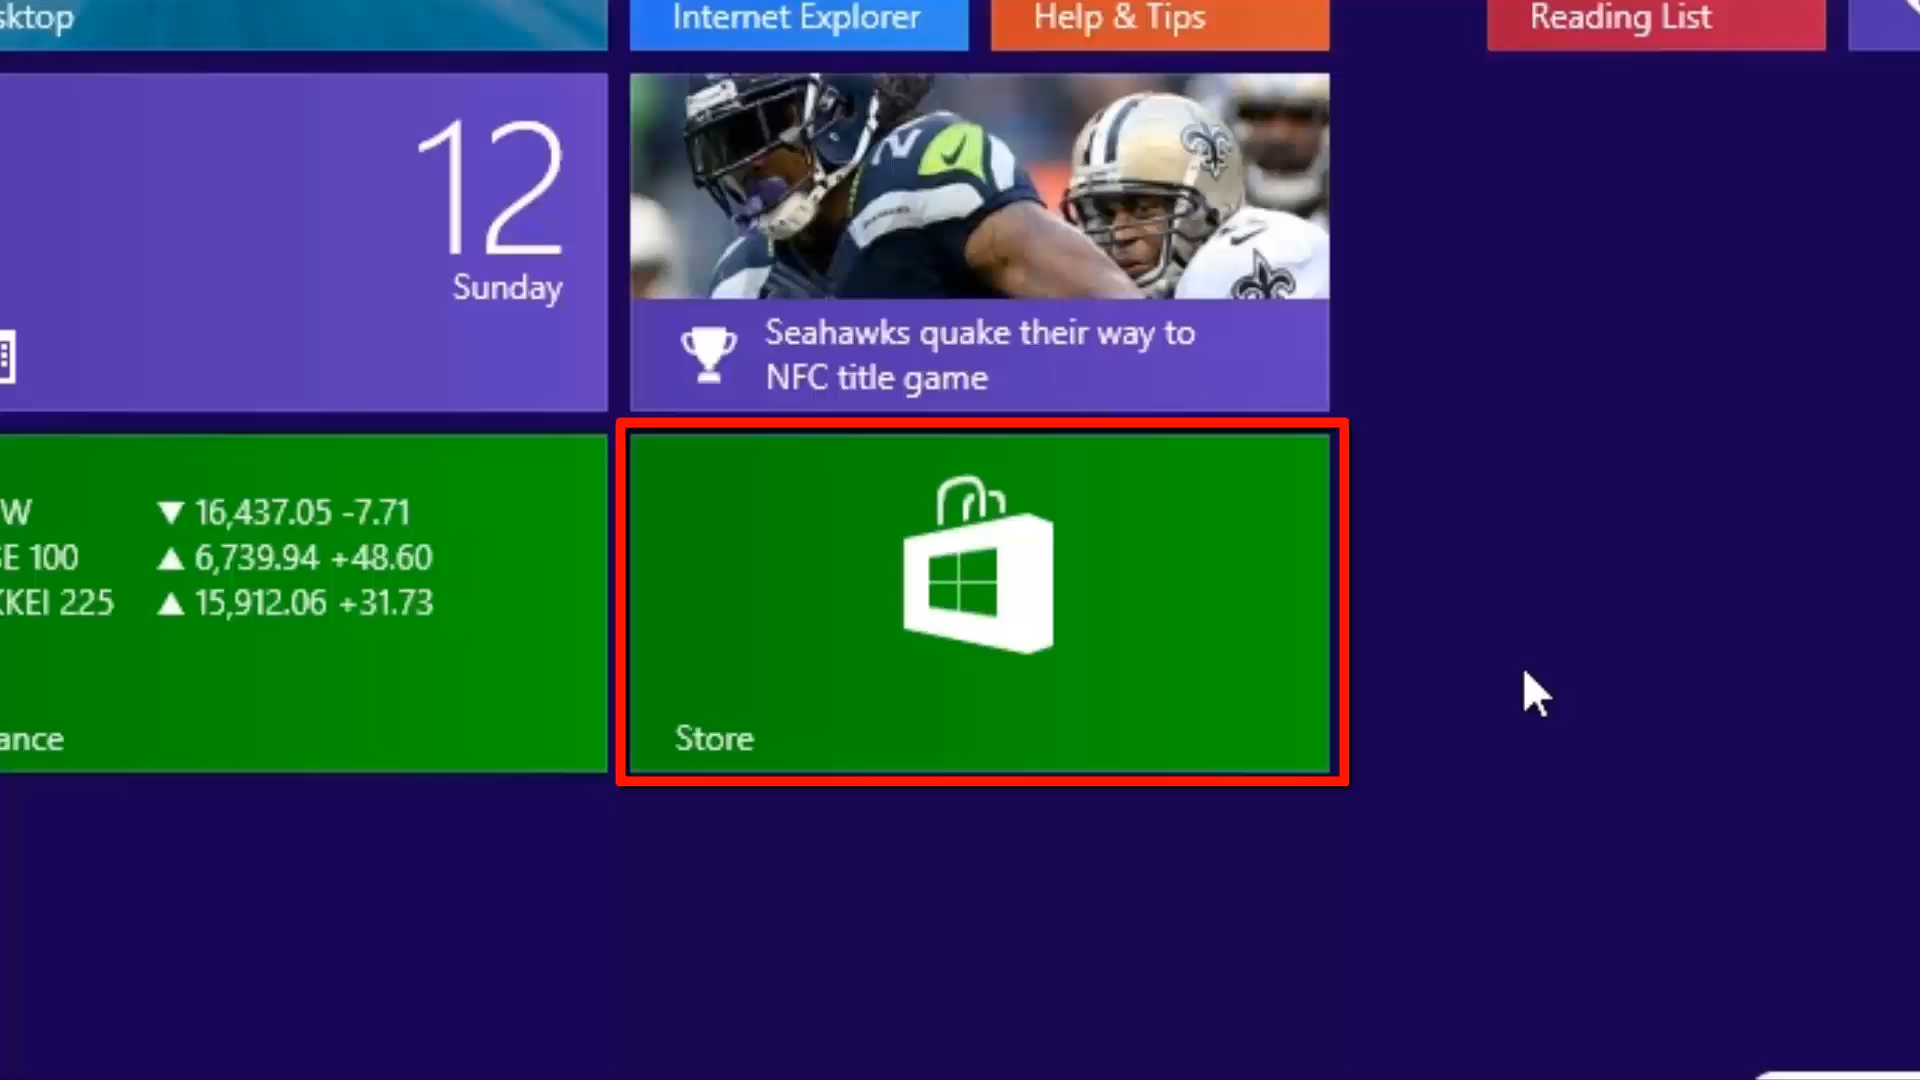 sktop
Internet Explorer
Help & Tips
Reading List
12
Sunday
Seahawks quake their way to
NFC title game
W ▼ 16,437.05 -7.71
E 100 ▲ 6,739.94 +48.60
KEI 225 ▲ 15,912.06 +31.73
ance
Store